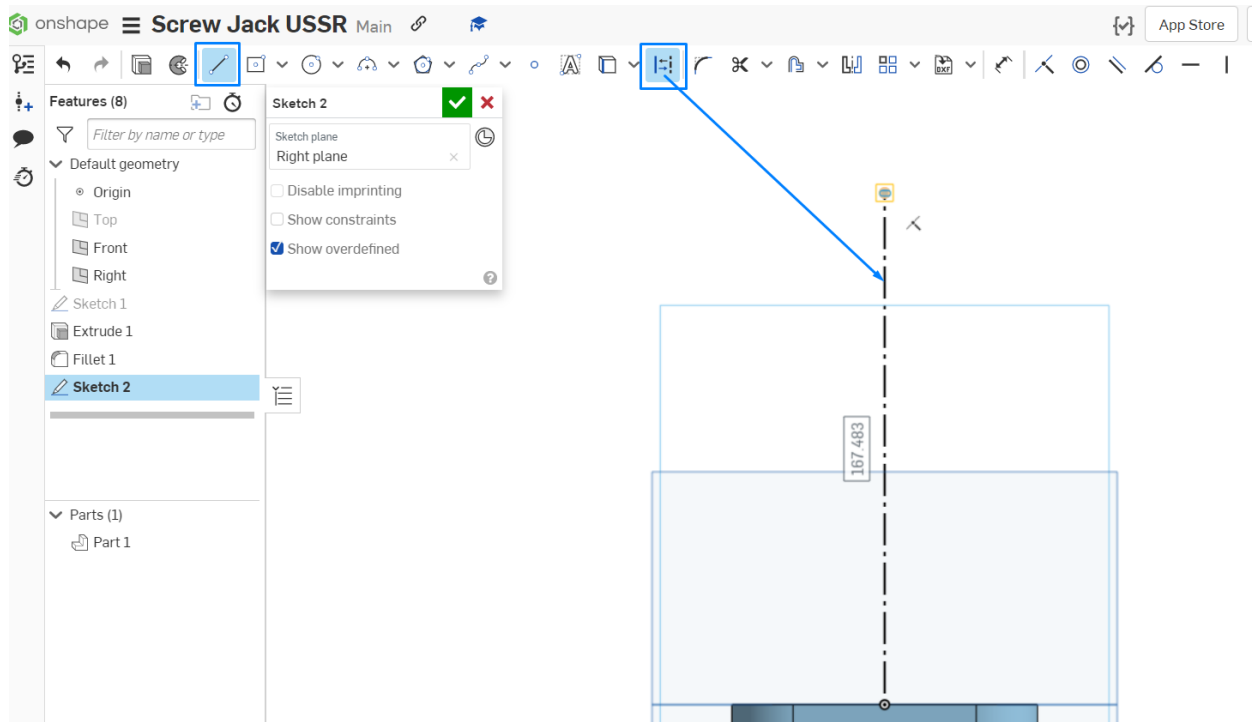 onshape Screw Jack USSR Main App Store
DXF
Features (8)
Sketch 2
Filter by name or type
Sketch plane
Right plane
Default geometry
Origin
Disable imprinting
Top
Show constraints
Front
Show overdefined
Right
Sketch 1
Extrude 1
Fillet 1
Sketch 2
167.483
Parts (1)
Part 1